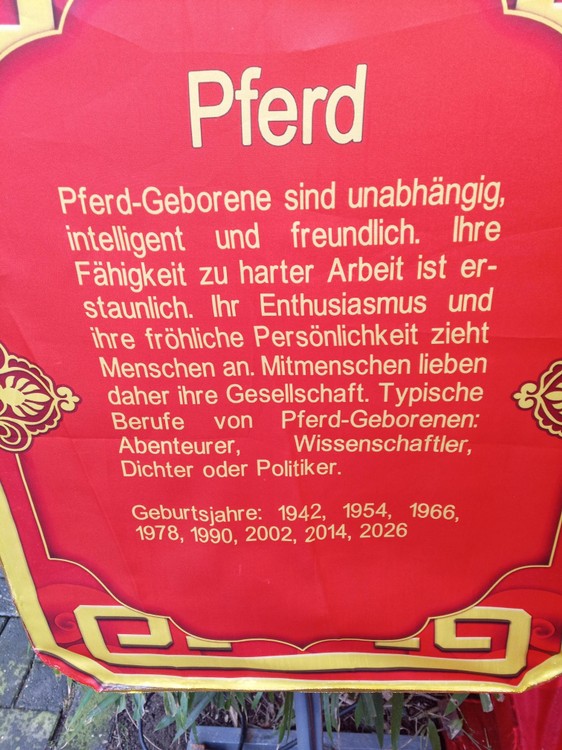 Pferd
Pferd-Geborene sind unabhängig,
intelligent und freundlich. Ihre
Fähigkeit zu harter Arbeit ist er-
staunlich. Ihr Enthusiasmus und
ihre fröhliche Persönlichkeit zieht
Menschen an. Mitmenschen lieben
daher ihre Gesellschaft. Typische
Berufe von Pferd-Geborenen:
Abenteurer, Wissenschaftler,
Dichter oder Politiker.
Geburtsjahre: 1942, 1954, 1966,
1978, 1990, 2002, 2014, 2026